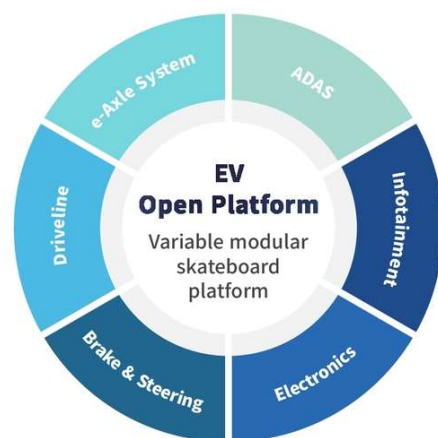 EV
Open Platform
Variable modular
skateboard
platform
ADAS
Infotainment
Electronics
Brake & Steering
Driveline
e-Axle System